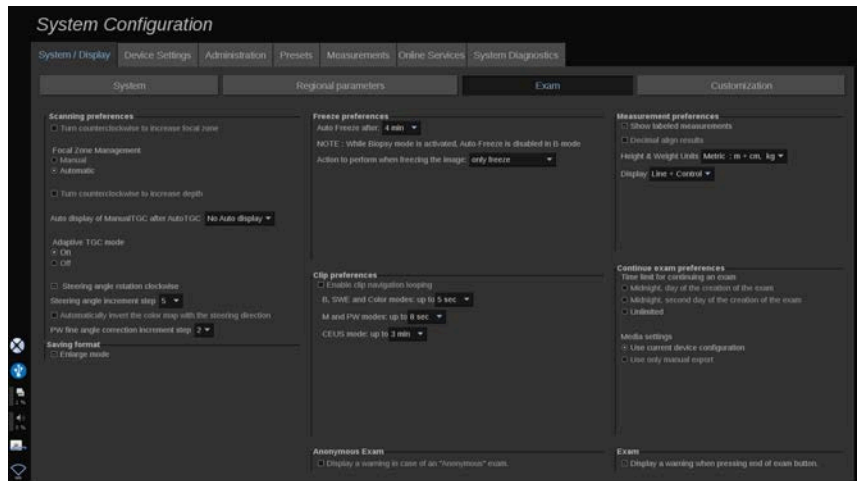 System Configuration
System / Display
Device Settings
Administration
Presets
Measurements
Online Services
System Diagnostics
System
Regional parameters
Exam
Customization
Scanning preferences
Turn counterclockwise to increase focal zone
Focal Zone Management
Manual
Automatic
Turn counterclockwise to increase depth
Auto display of ManualTGC after AutoTGC No Auto display
Adaptive TGC mode
On
Off
Steering angle rotation clockwise
Steering angle increment step 5
Automatically invert the color map with the steering direction
PW fine angle correction increment step 2
Saving format
Enlarge mode
Freeze preferences
Auto Freeze after: 4 min
NOTE : While Biopsy mode is activated, Auto Freeze is disabled in B mode
Action to perform when freezing the image: only freeze
Clip preferences
Enable clip navigation looping
B, SWE and Color modes: up to 5 sec
M and PW modes: up to 8 sec
CEUS mode: up to 3 min
Anonymous Exam
Display a warning in case of an "Anonymous" exam.
Measurement preferences
Show labeled measurements
Decimal align results
Height & Weight Units Metric : m + cm, kg
Display Line + Control
Continue exam preferences
Time limit for continuing an exam
Midnight, day of the creation of the exam
Midnight, second day of the creation of the exam
Unlimited
Media settings
Use current device configuration
Use only manual export
Exam
Display a warning when pressing end of exam button.